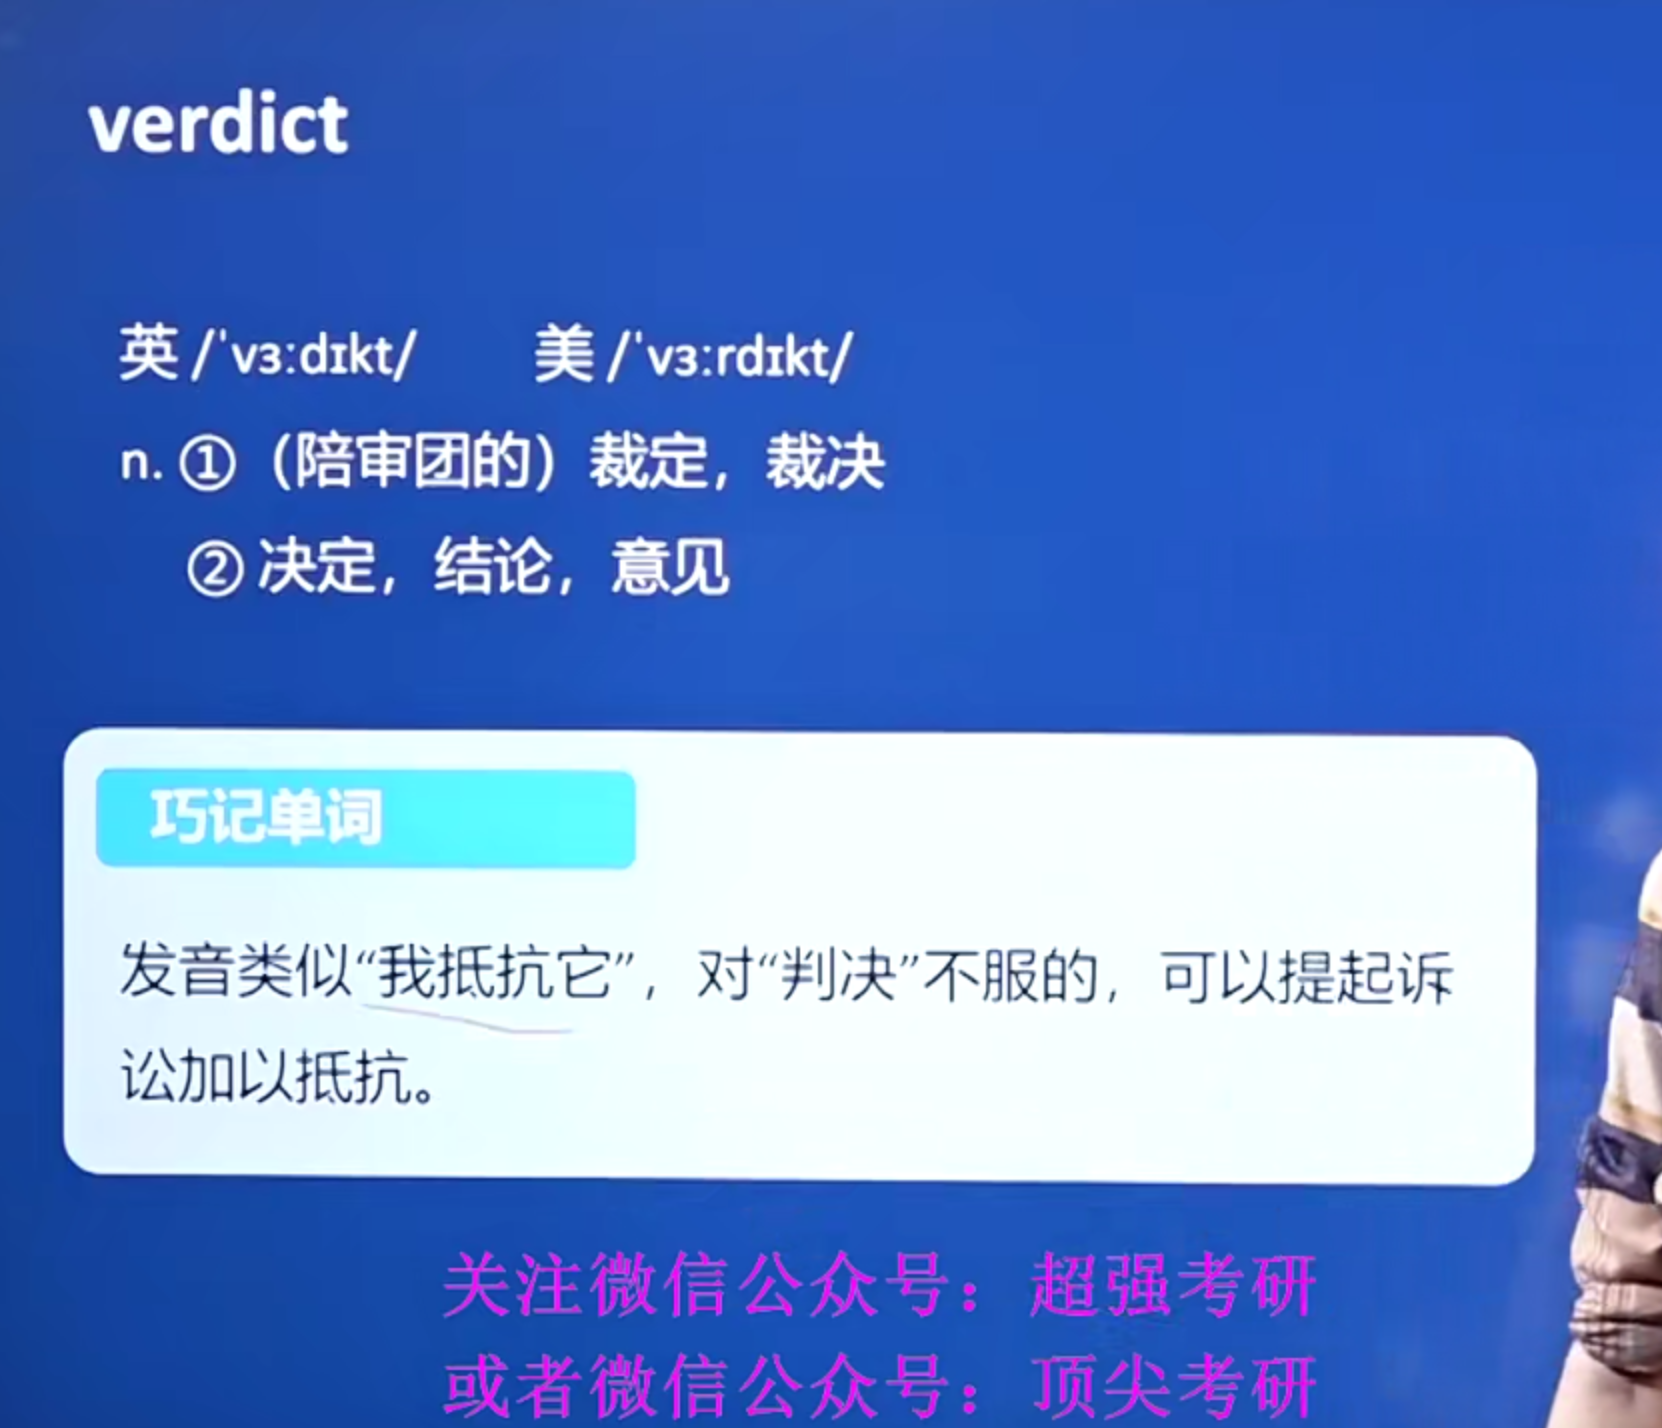 verdict
英 /ˈvɜːdɪkt/ 美 /ˈvɜːrdɪkt/
n. ①（陪审团的）裁定，裁决
② 决定，结论，意见
巧记单词
发音类似“我抵抗它”，对“判决”不服的，可以提起诉
讼加以抵抗。
关注微信公众号：超强考研
或者微信公众号：顶尖考研